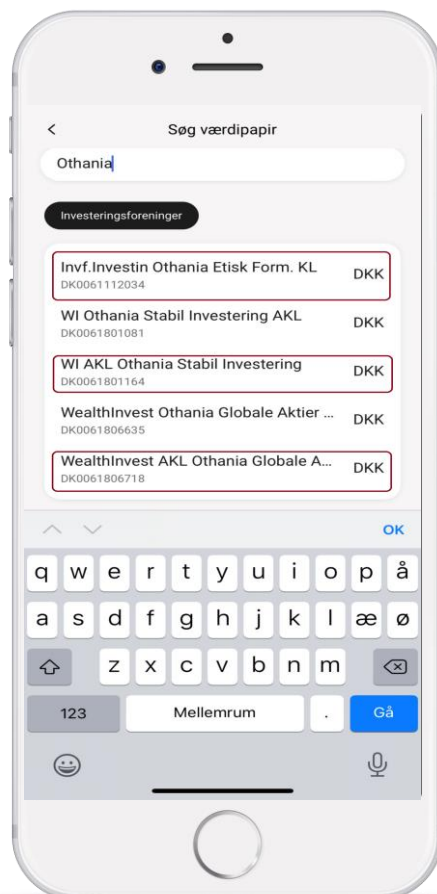 Søg værdipapir
Othania
Investeringsforeninger
Invf.Investin Othania Etisk Form. KL DKK
DK0061112034
WI Othania Stabil Investering AKL DKK
DK0061801081
WI AKL Othania Stabil Investering DKK
DK0061801164
WealthInvest Othania Globale Aktier ... DKK
DK0061806635
WealthInvest AKL Othania Globale A... DKK
DK0061806718
OK
q w e r t y u i o p å
a s d f g h j k l æ ø
z x c v b n m
123 Mellemrum . Gå